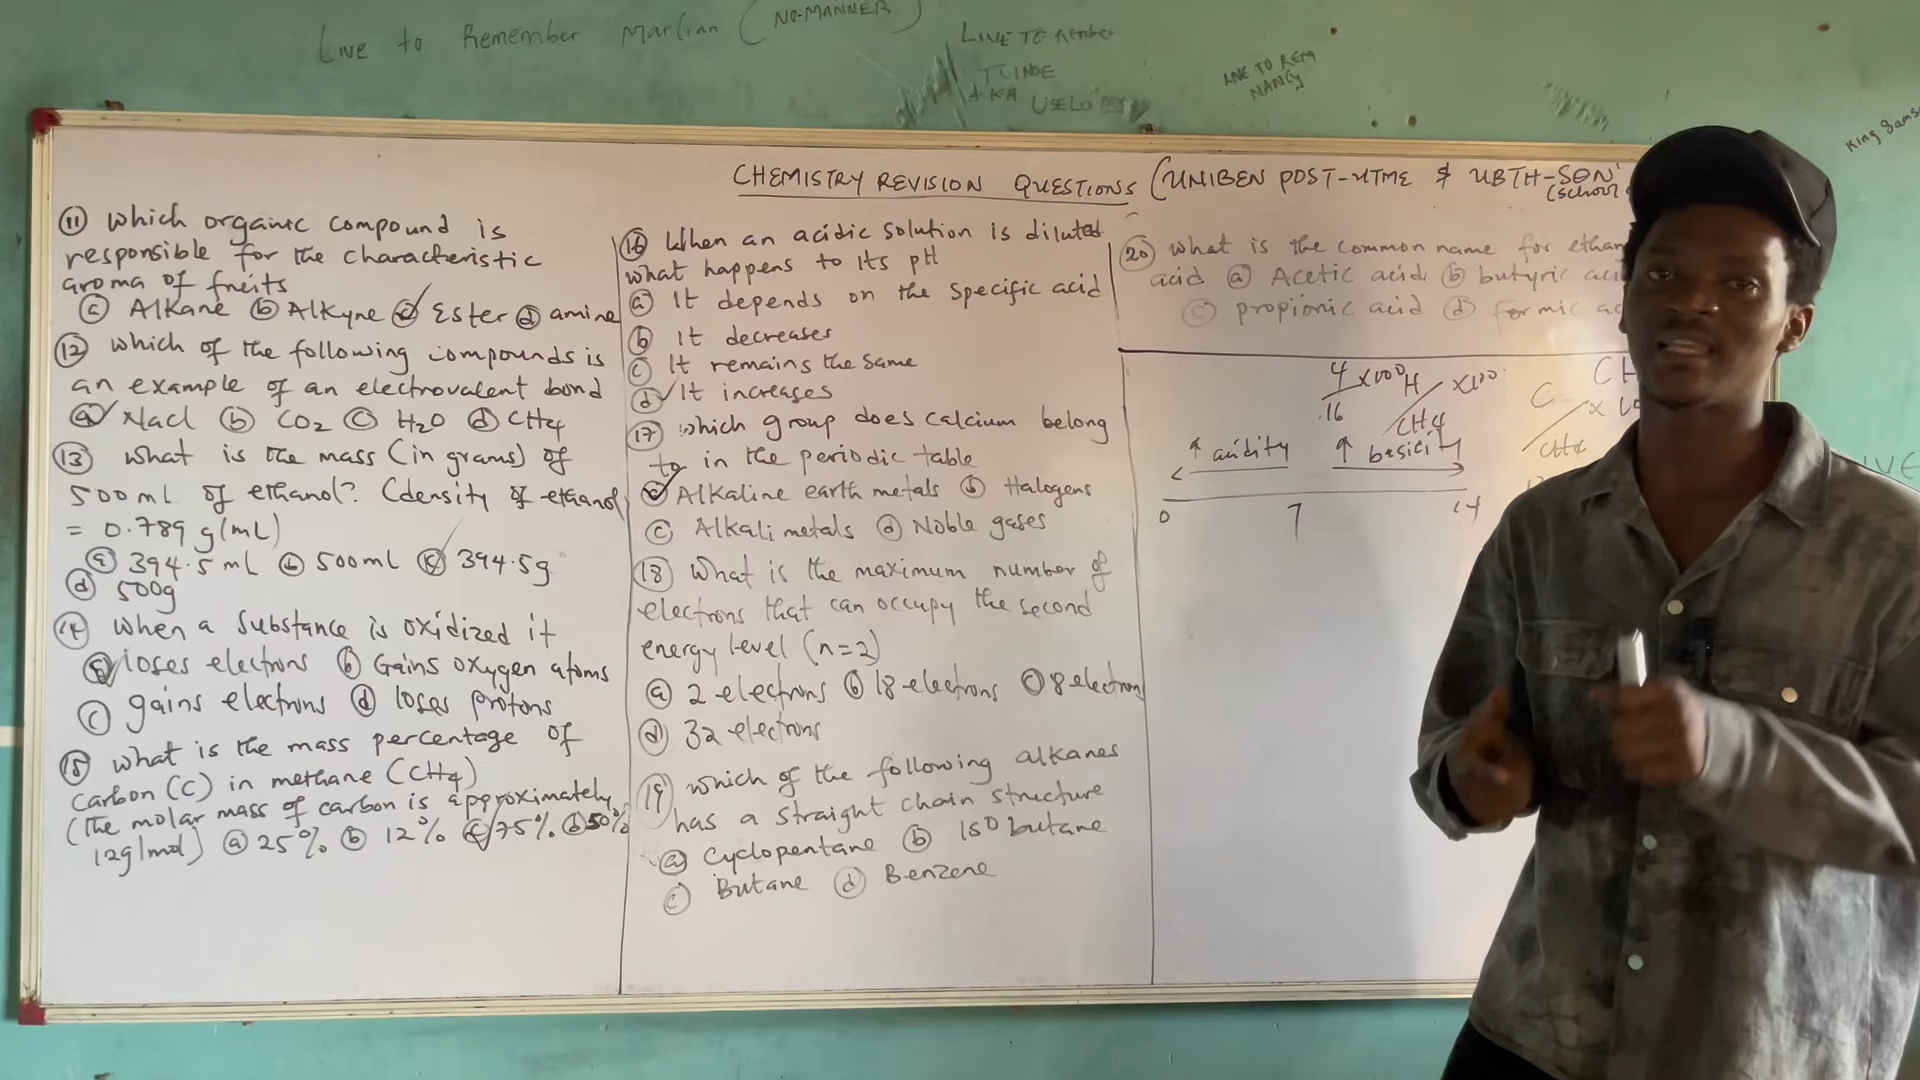 Live to Remember Marlian (NO-MANNER)
LIVE TO
AKA
LIVE TO REM
NANCY
King Sams
CHEMISTRY REVISION QUESTIONS (UNIBEN POST-UTME & UBTH-SON
(school
(11) Which organic compound is
responsible for the characteristic
aroma of fruits
(a) Alkane (b) Alkyne (c) Ester (d) amine
(12) Which of the following compounds is
an example of an electrovalent bond
(a) NaCl (b) CO2 (c) H2O (d) CH4
(13) What is the mass (in grams) of
500ml of ethanol? (density of ethanol
= 0.789 g/mL)
(a) 394.5 mL (b) 500ml (c) 394.5g
(d) 500g
(14) When a substance is oxidized it
(a) loses electrons (b) Gains oxygen atoms
(c) gains electrons (d) loses protons
(15) What is the mass percentage of
Carbon (C) in methane (CH4)
(The molar mass of carbon is approximately
12g/mol) (a) 25% (b) 12% (c) 75% (d) 50%
(16) When an acidic solution is diluted
what happens to its pH
(a) It depends on the specific acid
(b) It decreases
(c) It remains the same
(d) It increases
(17) Which group does calcium belong
to in the periodic table
(a) Alkaline earth metals (b) Halogens
(c) Alkali metals (d) Noble gases
(18) What is the maximum number of
electrons that can occupy the second
energy level (n=2)
(a) 2 electrons (b) 18 electrons (c) 8 electrons
(d) 32 electrons
(19) Which of the following alkanes
has a straight chain structure
(a) Cyclopentane (b) Iso butane
(c) Butane (d) Benzene
(20) What is the common name for ethan
acid (a) Acetic acid (b) butyric aci
(c) propionic acid (d) formic ac
4 x100 H x100 C CH
16 CH4 x 10
CH4
↑ acidity ↑ basicity
0 7 14